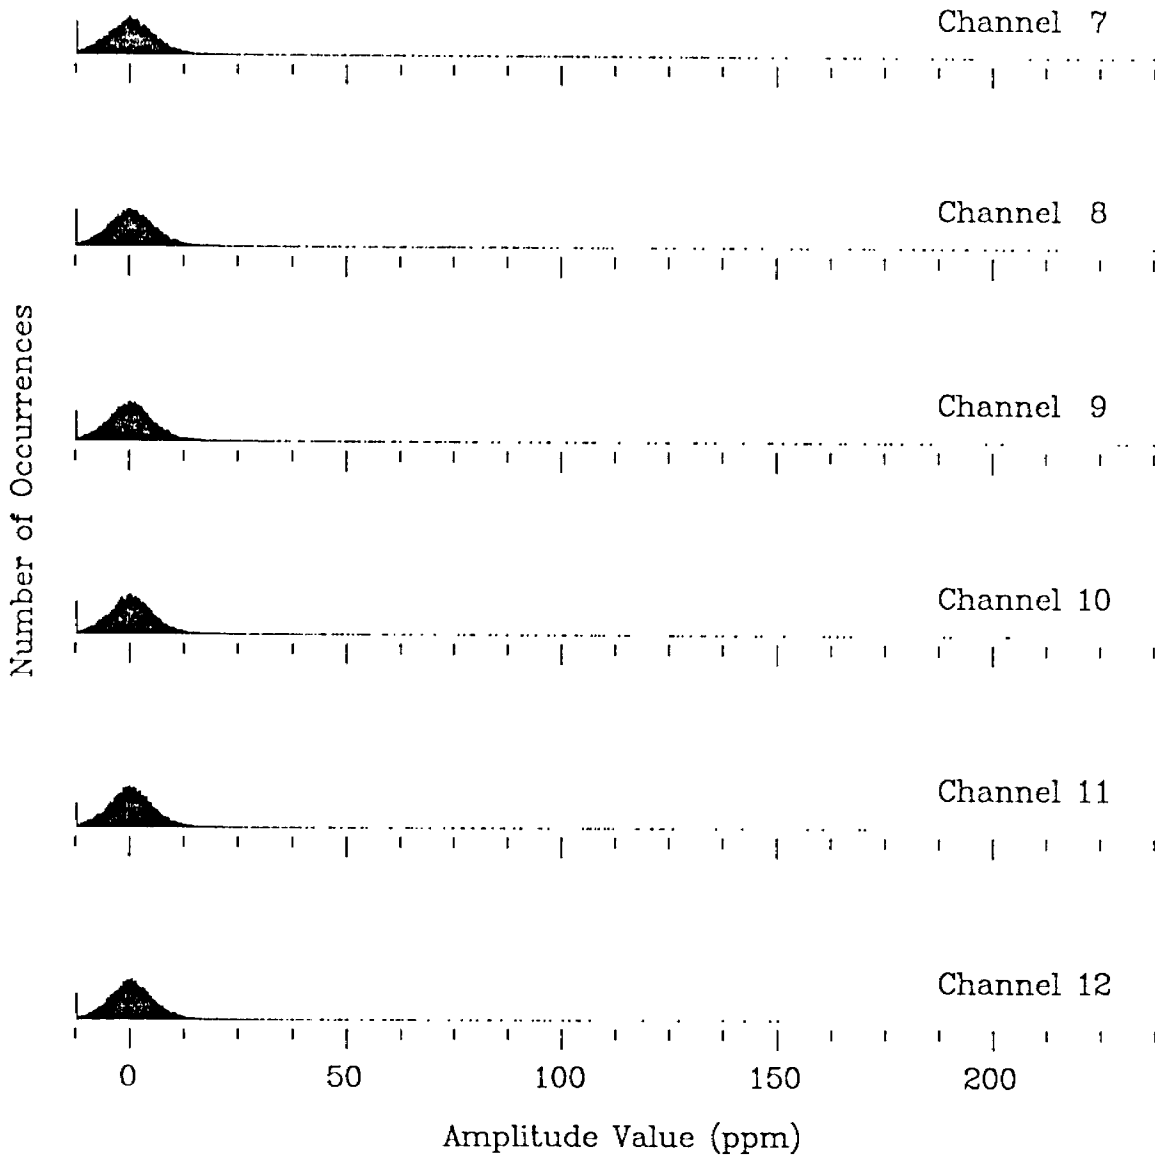 Channel 7
Channel 8
Channel 9
Channel 10
Channel 11
Channel 12
Number of Occurrences
0 50 100 150 200
Amplitude Value (ppm)